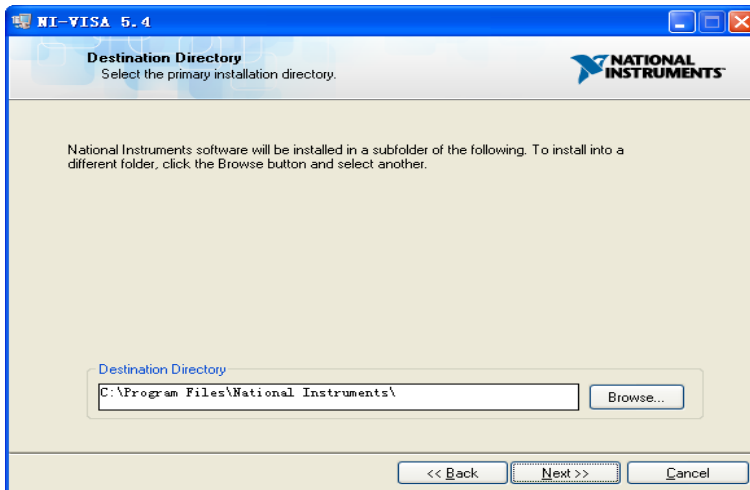 NI-VISA 5.4
Destination Directory
Select the primary installation directory.
NATIONAL
INSTRUMENTS™
National Instruments software will be installed in a subfolder of the following. To install into a
different folder, click the Browse button and select another.
Destination Directory
C:\Program Files\National Instruments\
Browse...
<< Back
Next >>
Cancel